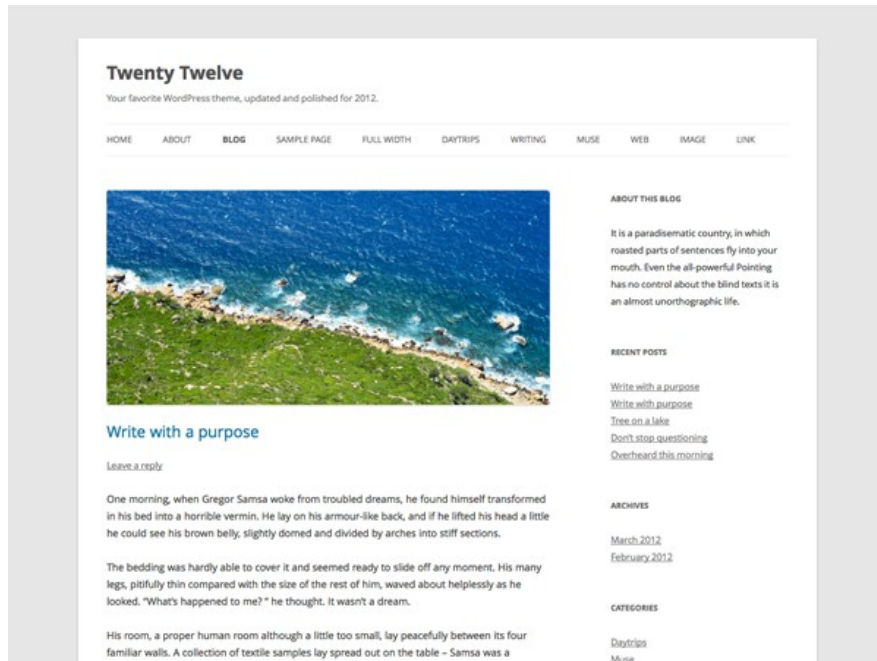 Twenty Twelve
Your favorite WordPress theme, updated and polished for 2012.
HOME ABOUT BLOG SAMPLE PAGE FULL WIDTH DAYTRIPS WRITING MUSE WEB IMAGE LINK
Write with a purpose
Leave a reply
One morning, when Gregor Samsa woke from troubled dreams, he found himself transformed
in his bed into a horrible vermin. He lay on his armour-like back, and if he lifted his head a little
he could see his brown belly, slightly domed and divided by arches into stiff sections.
The bedding was hardly able to cover it and seemed ready to slide off any moment. His many
legs, pitifully thin compared with the size of the rest of him, waved about helplessly as he
looked. "What's happened to me? " he thought. It wasn't a dream.
His room, a proper human room although a little too small, lay peacefully between its four
familiar walls. A collection of textile samples lay spread out on the table – Samsa was a
ABOUT THIS BLOG
It is a paradisematic country, in which
roasted parts of sentences fly into your
mouth. Even the all-powerful Pointing
has no control about the blind texts it is
an almost unorthographic life.
RECENT POSTS
Write with a purpose
Write with purpose
Tree on a lake
Don't stop questioning
Overheard this morning
ARCHIVES
March 2012
February 2012
CATEGORIES
Daytrips
Muse